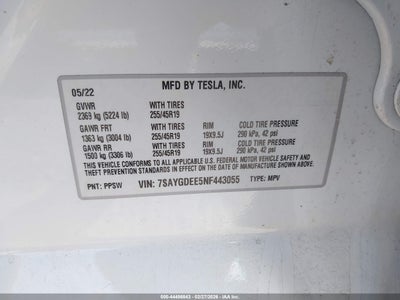 MFD BY TESLA, INC.
05/22
GVWR WITH TIRES
2369 kg (5224 lb) 255/45R19
GAWR FRT WITH TIRES RIM COLD TIRE PRESSURE
1363 kg (3004 lb) 255/45R19 19X9.5J 290 kPa, 42 psi
GAWR RR WITH TIRES RIM COLD TIRE PRESSURE
1500 kg (3306 lb) 255/45R19 19X9.5J 290 kPa, 42 psi
THIS VEHICLE CONFORMS TO ALL APPLICABLE U.S. FEDERAL MOTOR VEHICLE SAFETY AND
THEFT PREVENTION STANDARDS IN EFFECT ON THE DATE OF MANUFACTURE SHOWN ABOVE.
PNT: PPSW VIN: 7SAYGDEE5NF443055 TYPE: MPV